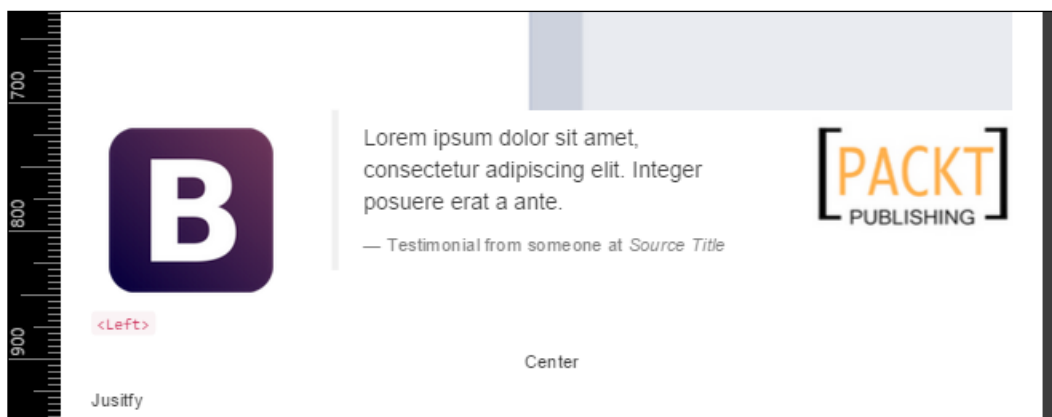 700
800
900
B
Lorem ipsum dolor sit amet,
consectetur adipiscing elit. Integer
posuere erat a ante.
— Testimonial from someone at Source Title
[PACKT]
PUBLISHING
<Left>
Center
Jusitfy